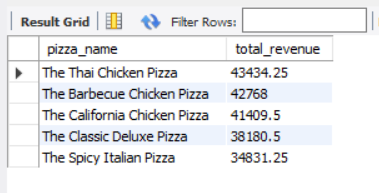 Result Grid Filter Rows:
pizza_name total_revenue
The Thai Chicken Pizza 43434.25
The Barbecue Chicken Pizza 42768
The California Chicken Pizza 41409.5
The Classic Deluxe Pizza 38180.5
The Spicy Italian Pizza 34831.25